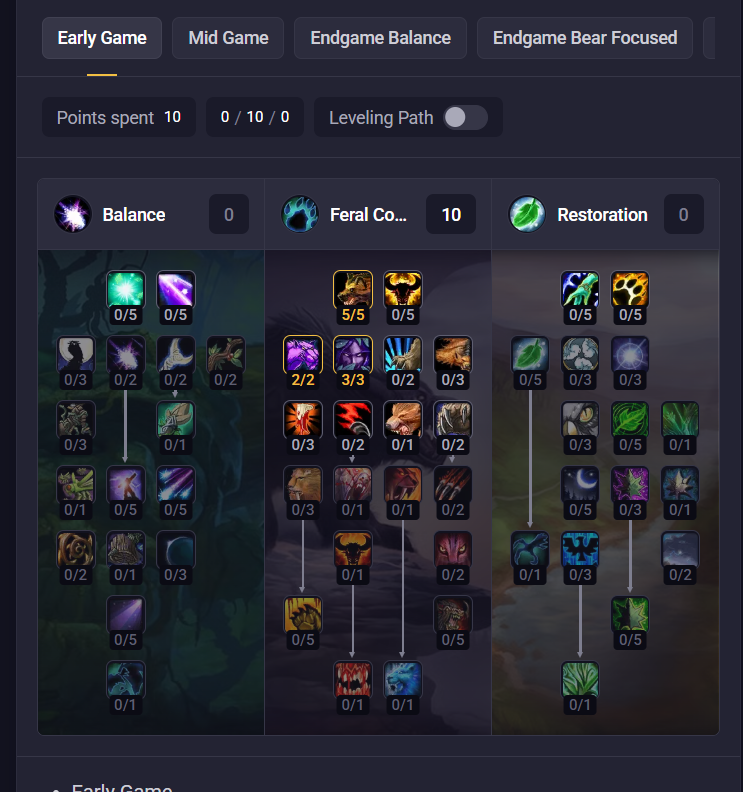 Early Game Mid Game Endgame Balance Endgame Bear Focused
Points spent 10 0 / 10 / 0 Leveling Path
Balance 0 Feral Co... 10 Restoration 0
0/5 0/5 5/5 0/5 0/5 0/5
0/3 0/2 0/2 0/2 2/2 3/3 0/2 0/3 0/5 0/3 0/3
0/3 0/1 0/3 0/2 0/1 0/2 0/3 0/5 0/1
0/1 0/5 0/5 0/3 0/1 0/1 0/2 0/5 0/3 0/1
0/2 0/1 0/3 0/1 0/2 0/1 0/3 0/2
0/5 0/5 0/5 0/5
0/1 0/1 0/1 0/1
Early Game